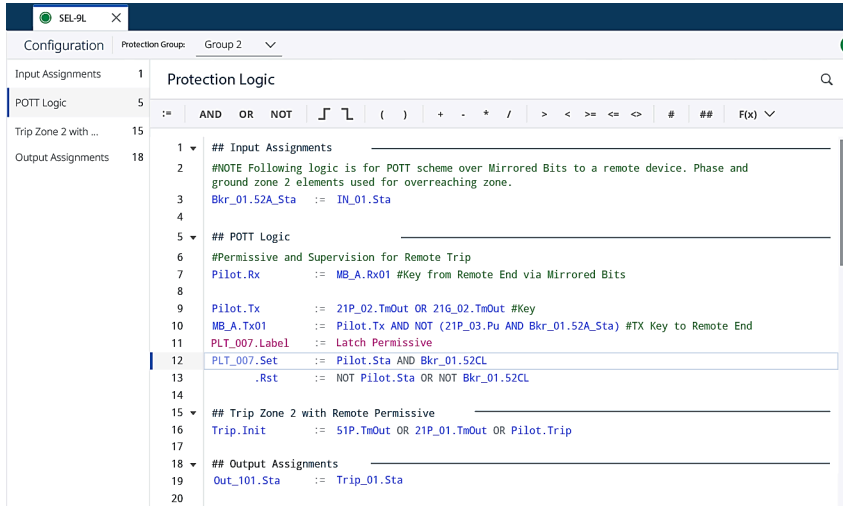 SEL-9L
Configuration Protection Group: Group 2
Input Assignments 1
POTT Logic 5
Trip Zone 2 with ... 15
Output Assignments 18
Protection Logic
:= AND OR NOT ( ) + - * / > < >= <= <> # ## F(x)
1 ## Input Assignments
2 #NOTE Following logic is for POTT scheme over Mirrored Bits to a remote device. Phase and
ground zone 2 elements used for overreaching zone.
3 Bkr_01.52A_Sta := IN_01.Sta
4
5 ## POTT Logic
6 #Permissive and Supervision for Remote Trip
7 Pilot.Rx := MB_A.Rx01 #Key from Remote End via Mirrored Bits
8
9 Pilot.Tx := 21P_02.TmOut OR 21G_02.TmOut #Key
10 MB_A.Tx01 := Pilot.Tx AND NOT (21P_03.Pu AND Bkr_01.52A_Sta) #TX Key to Remote End
11 PLT_007.Label := Latch Permissive
12 PLT_007.Set := Pilot.Sta AND Bkr_01.52CL
13 .Rst := NOT Pilot.Sta OR NOT Bkr_01.52CL
14
15 ## Trip Zone 2 with Remote Permissive
16 Trip.Init := 51P.TmOut OR 21P_01.TmOut OR Pilot.Trip
17
18 ## Output Assignments
19 Out_101.Sta := Trip_01.Sta
20